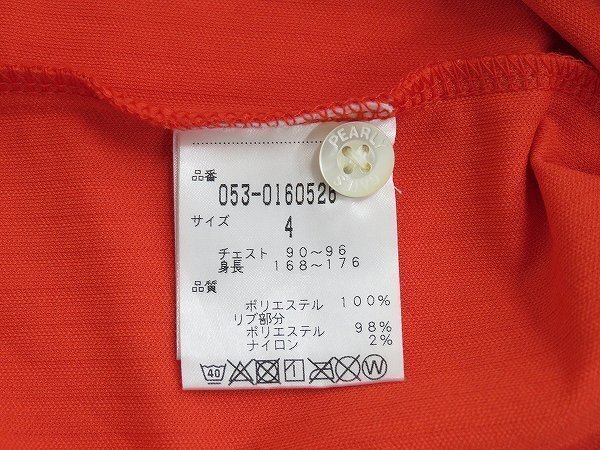 PEARLY
品番
053-0160526
サイズ
4
チェスト 90～96
身長 168～176
品質
ポリエステル 100%
リブ部分
ポリエステル 98%
ナイロン 2%
40 W